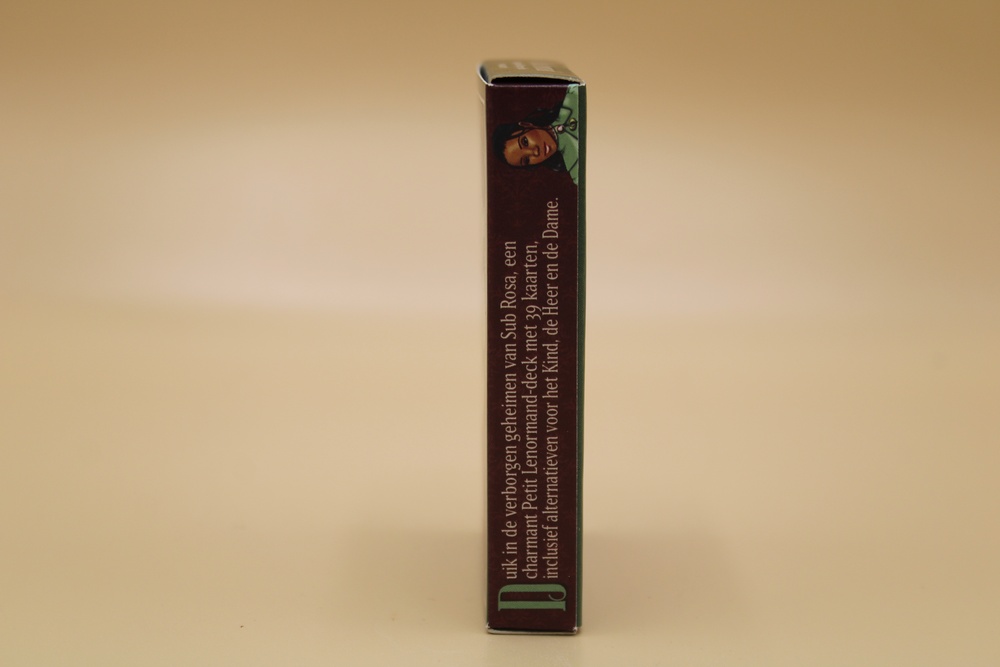 Duik in de verborgen geheimen van Sub Rosa, een
charmant Petit Lenormand-deck met 39 kaarten,
inclusief alternatieven voor het Kind, de Heer en de Dame.